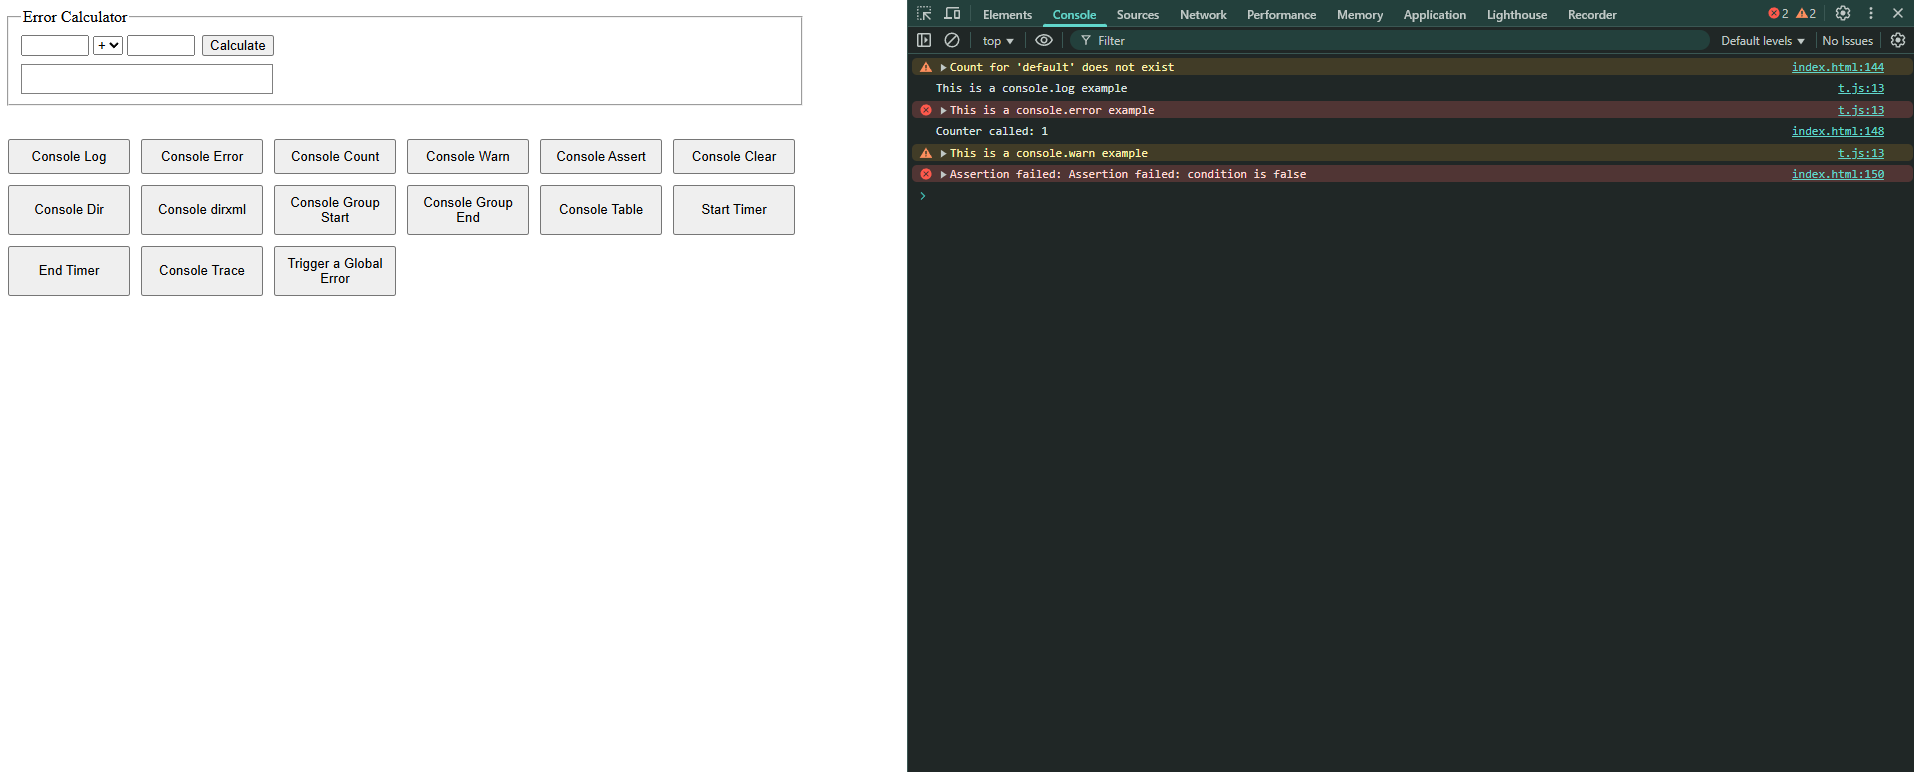 Error Calculator
+
Calculate
Console Log
Console Error
Console Count
Console Warn
Console Assert
Console Clear
Console Dir
Console dirxml
Console Group
Start
Console Group
End
Console Table
Start Timer
End Timer
Console Trace
Trigger a Global
Error
Elements Console Sources Network Performance Memory Application Lighthouse Recorder 2 2
top Filter Default levels No Issues
Count for 'default' does not exist index.html:144
This is a console.log example t.js:13
This is a console.error example t.js:13
Counter called: 1 index.html:148
This is a console.warn example t.js:13
Assertion failed: Assertion failed: condition is false index.html:150